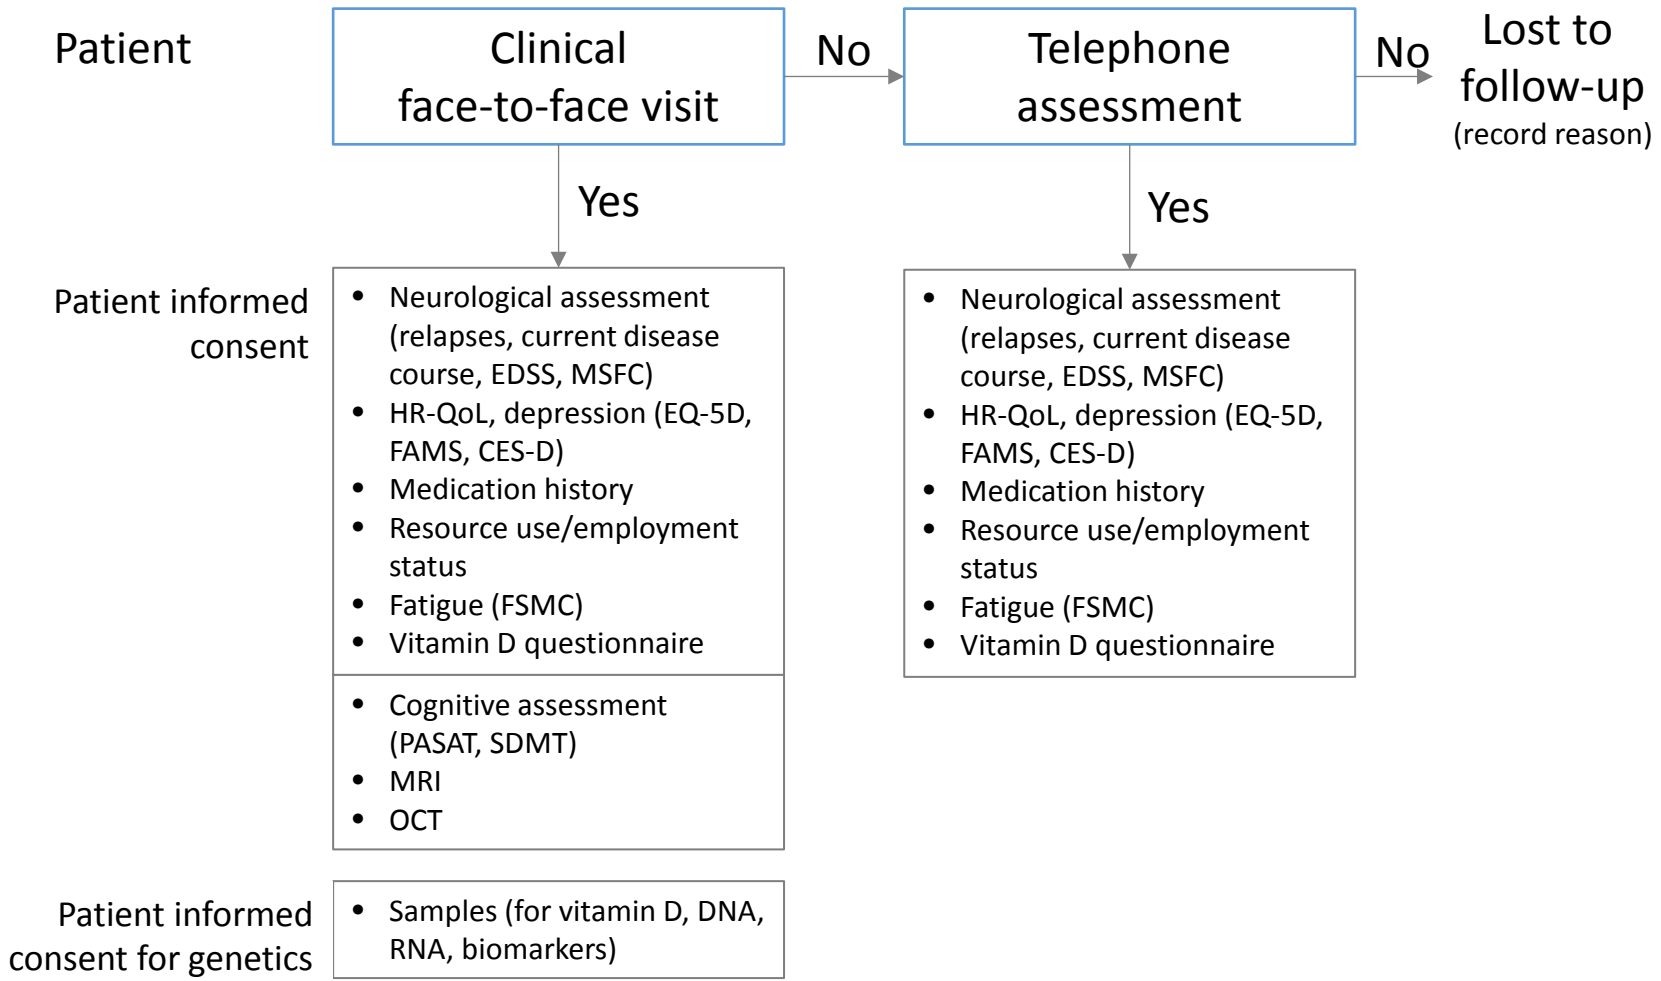 Patient
Clinical
face-to-face visit
No
Telephone
assessment
No
Lost to
follow-up
(record reason)
Yes
Yes
Patient informed
consent
• Neurological assessment
(relapses, current disease
course, EDSS, MSFC)
• HR-QoL, depression (EQ-5D,
FAMS, CES-D)
• Medication history
• Resource use/employment
status
• Fatigue (FSMC)
• Vitamin D questionnaire
• Cognitive assessment
(PASAT, SDMT)
• MRI
• OCT
• Neurological assessment
(relapses, current disease
course, EDSS, MSFC)
• HR-QoL, depression (EQ-5D,
FAMS, CES-D)
• Medication history
• Resource use/employment
status
• Fatigue (FSMC)
• Vitamin D questionnaire
Patient informed
consent for genetics
• Samples (for vitamin D, DNA,
RNA, biomarkers)